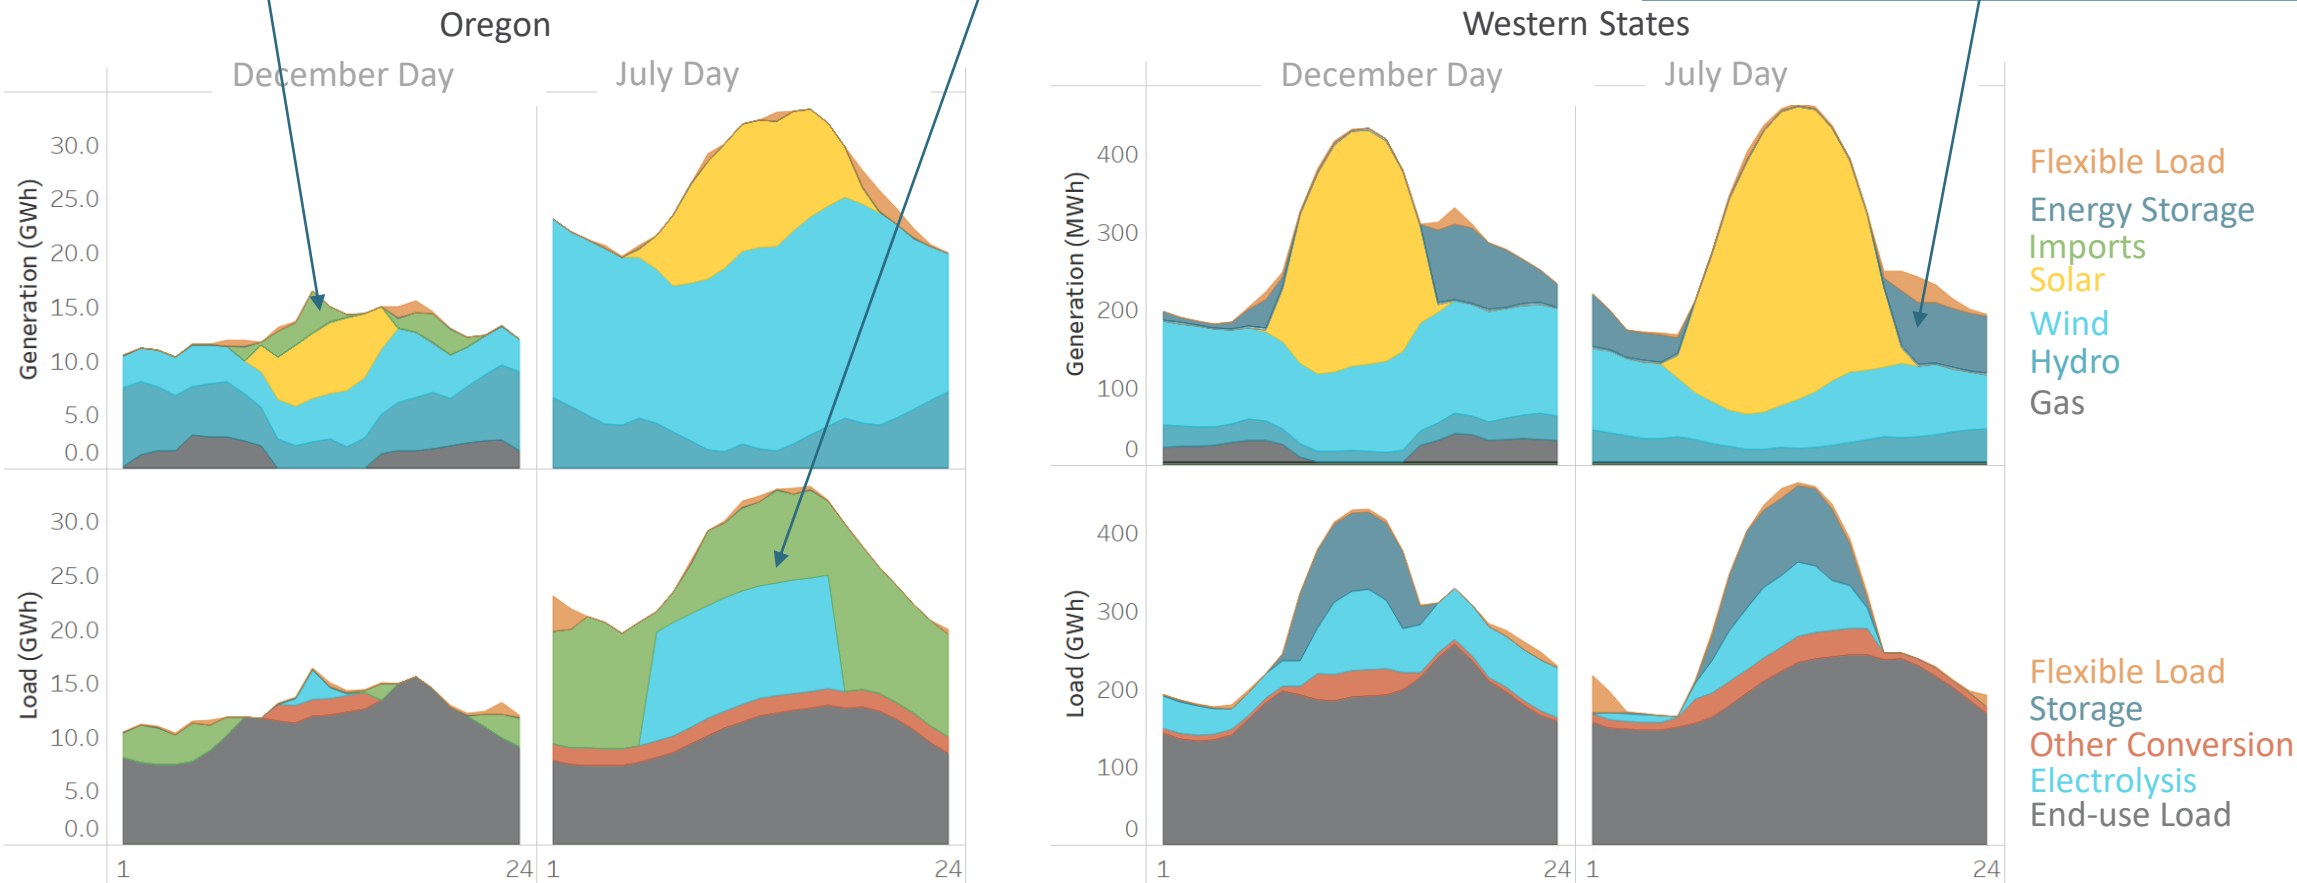 Oregon
Western States
December Day
July Day
December Day
July Day
Generation (GWh)
30.0
25.0
20.0
15.0
10.0
5.0
0.0
Generation (MWh)
400
300
200
100
0
Flexible Load
Energy Storage
Imports
Solar
Wind
Hydro
Gas
Load (GWh)
30.0
25.0
20.0
15.0
10.0
5.0
0.0
Load (GWh)
400
300
200
100
0
Flexible Load
Storage
Other Conversion
Electrolysis
End-use Load
1
24
1
24
1
24
1
24